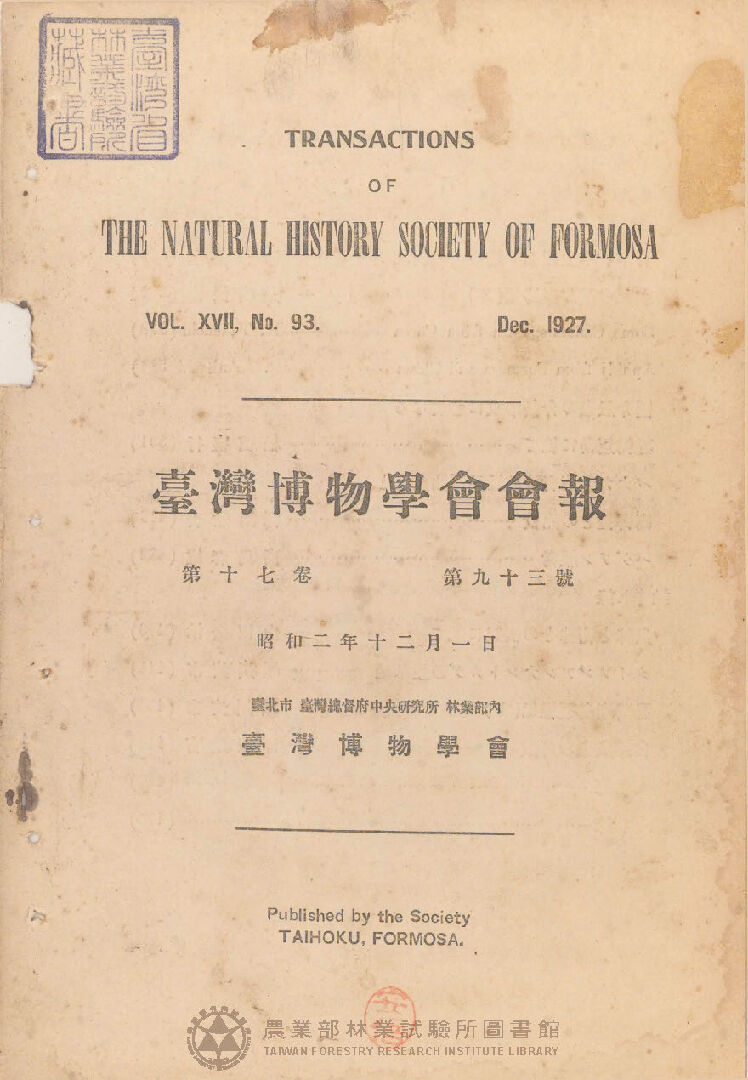 臺灣省
林業試驗所
藏書
TRANSACTIONS
OF
THE NATURAL HISTORY SOCIETY OF FORMOSA
VOL. XVII, No. 93. Dec. 1927.
臺灣博物學會會報
第十七卷 第九十三號
昭和二年十二月一日
臺北市 臺灣總督府中央研究所 林業部內
臺灣博物學會
Published by the Society
TAIHOKU, FORMOSA.
農業部林業試驗所圖書館
TAIWAN FORESTRY RESEARCH INSTITUTE LIBRARY